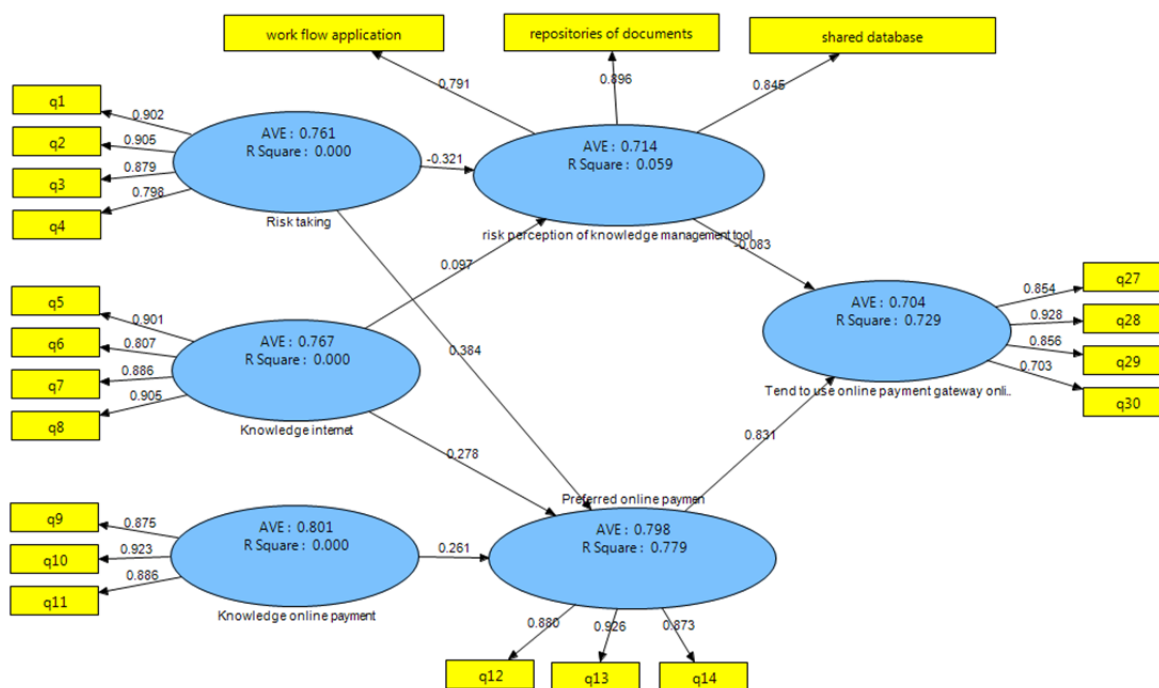 work flow application
repositories of documents
shared database
0.791
0.896
0.845
q1
0.902
q2
0.905
q3
0.879
q4
0.798
AVE : 0.761
R Square : 0.000
Risk taking
-0.321
AVE : 0.714
R Square : 0.059
risk perception of knowledge management tool
-0.083
0.097
0.384
q5
0.901
q6
0.807
q7
0.886
q8
0.905
AVE : 0.767
R Square : 0.000
Knowledge internet
0.278
AVE : 0.704
R Square : 0.729
Tend to use online payment gateway onli..
0.854
q27
0.928
q28
0.856
q29
0.703
q30
0.831
q9
0.875
q10
0.923
q11
0.886
AVE : 0.801
R Square : 0.000
Knowledge online payment
0.261
Preferred online paymen
AVE : 0.798
R Square : 0.779
0.880
0.926
0.873
q12
q13
q14